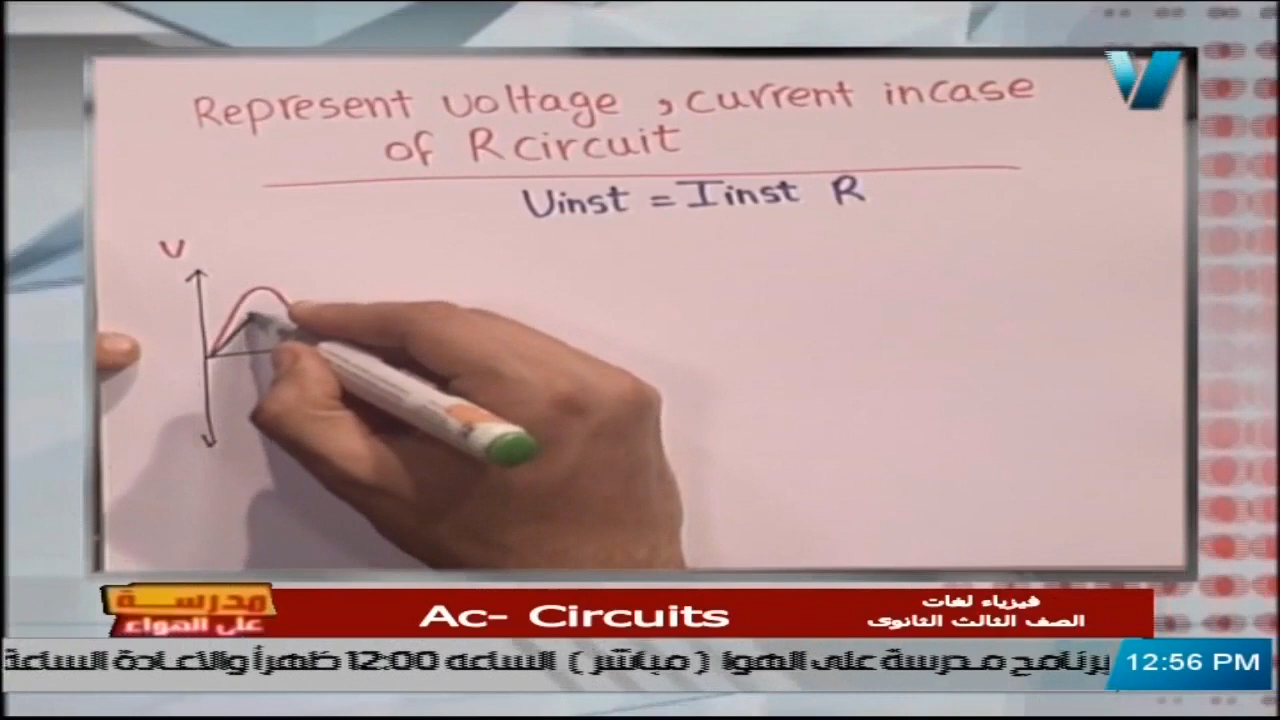 Represent voltage, current incase
of R circuit
Vinst = Iinst R
V
مدرسة
على الهواء
Ac- Circuits
فيزياء لغات
الصف الثالث الثانوى
برنامج مدرسة على الهوا ( مباشر ) الساعه 12:00 ظهراً والاعادة الساعة
12:56 PM